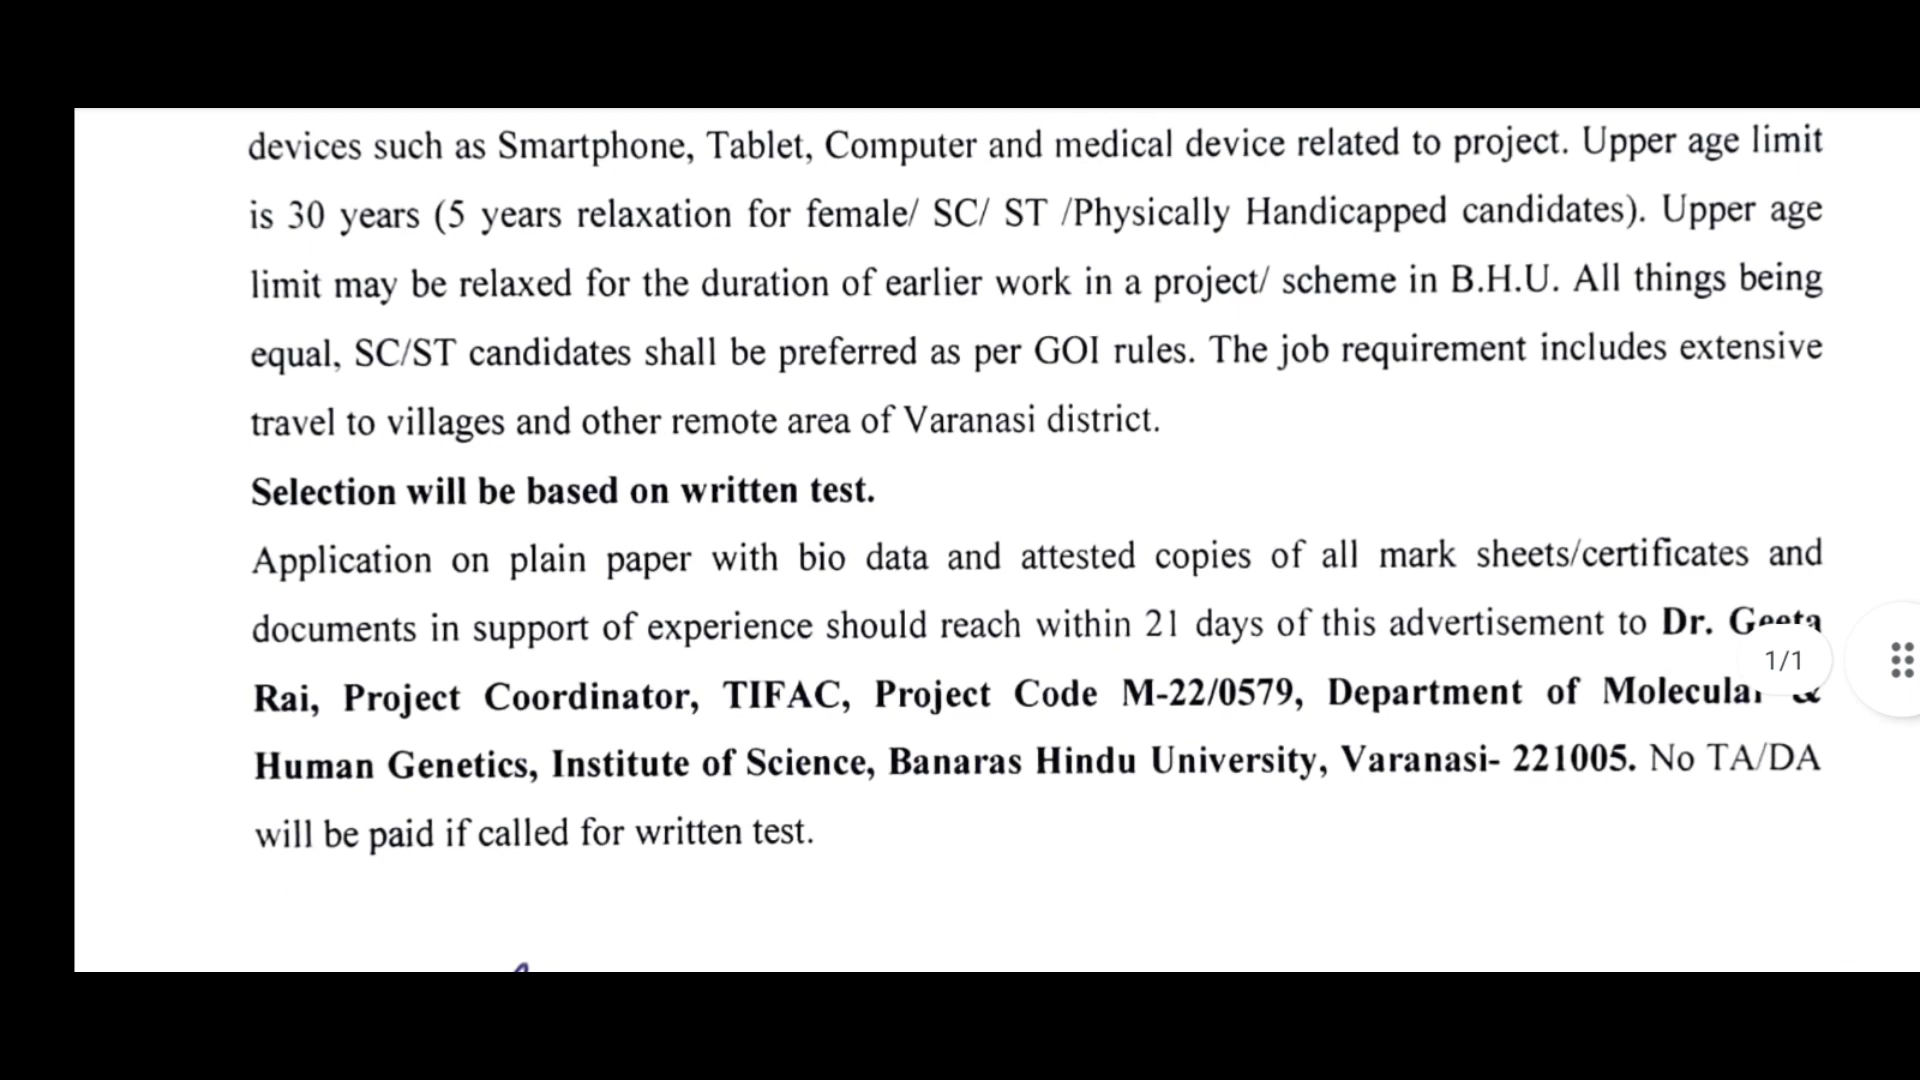 devices such as Smartphone, Tablet, Computer and medical device related to project. Upper age limit
is 30 years (5 years relaxation for female/ SC/ ST /Physically Handicapped candidates). Upper age
limit may be relaxed for the duration of earlier work in a project/ scheme in B.H.U. All things being
equal, SC/ST candidates shall be preferred as per GOI rules. The job requirement includes extensive
travel to villages and other remote area of Varanasi district.
Selection will be based on written test.
Application on plain paper with bio data and attested copies of all mark sheets/certificates and
documents in support of experience should reach within 21 days of this advertisement to Dr. Geeta
1/1
Rai, Project Coordinator, TIFAC, Project Code M-22/0579, Department of Molecular &
Human Genetics, Institute of Science, Banaras Hindu University, Varanasi- 221005. No TA/DA
will be paid if called for written test.